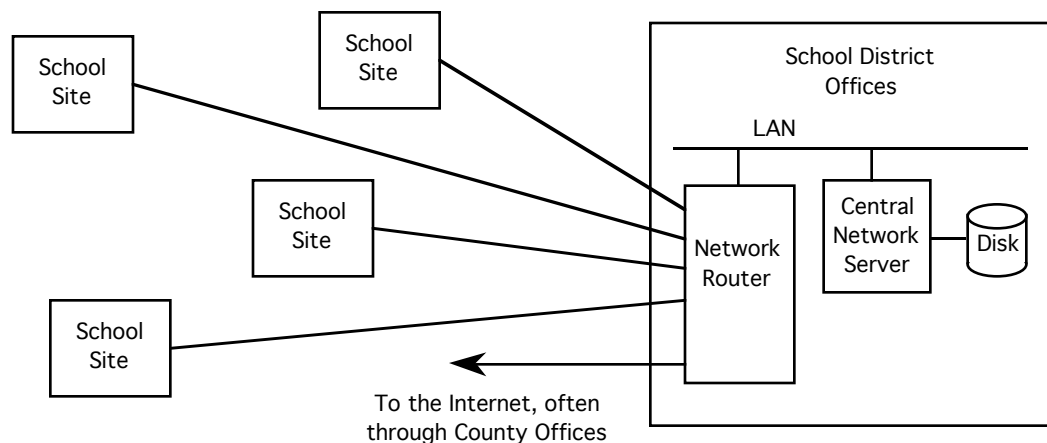 School
Site
School
Site
School District
Offices
LAN
School
Site
Central
Network
Server
Disk
Network
Router
School
Site
To the Internet, often
through County Offices